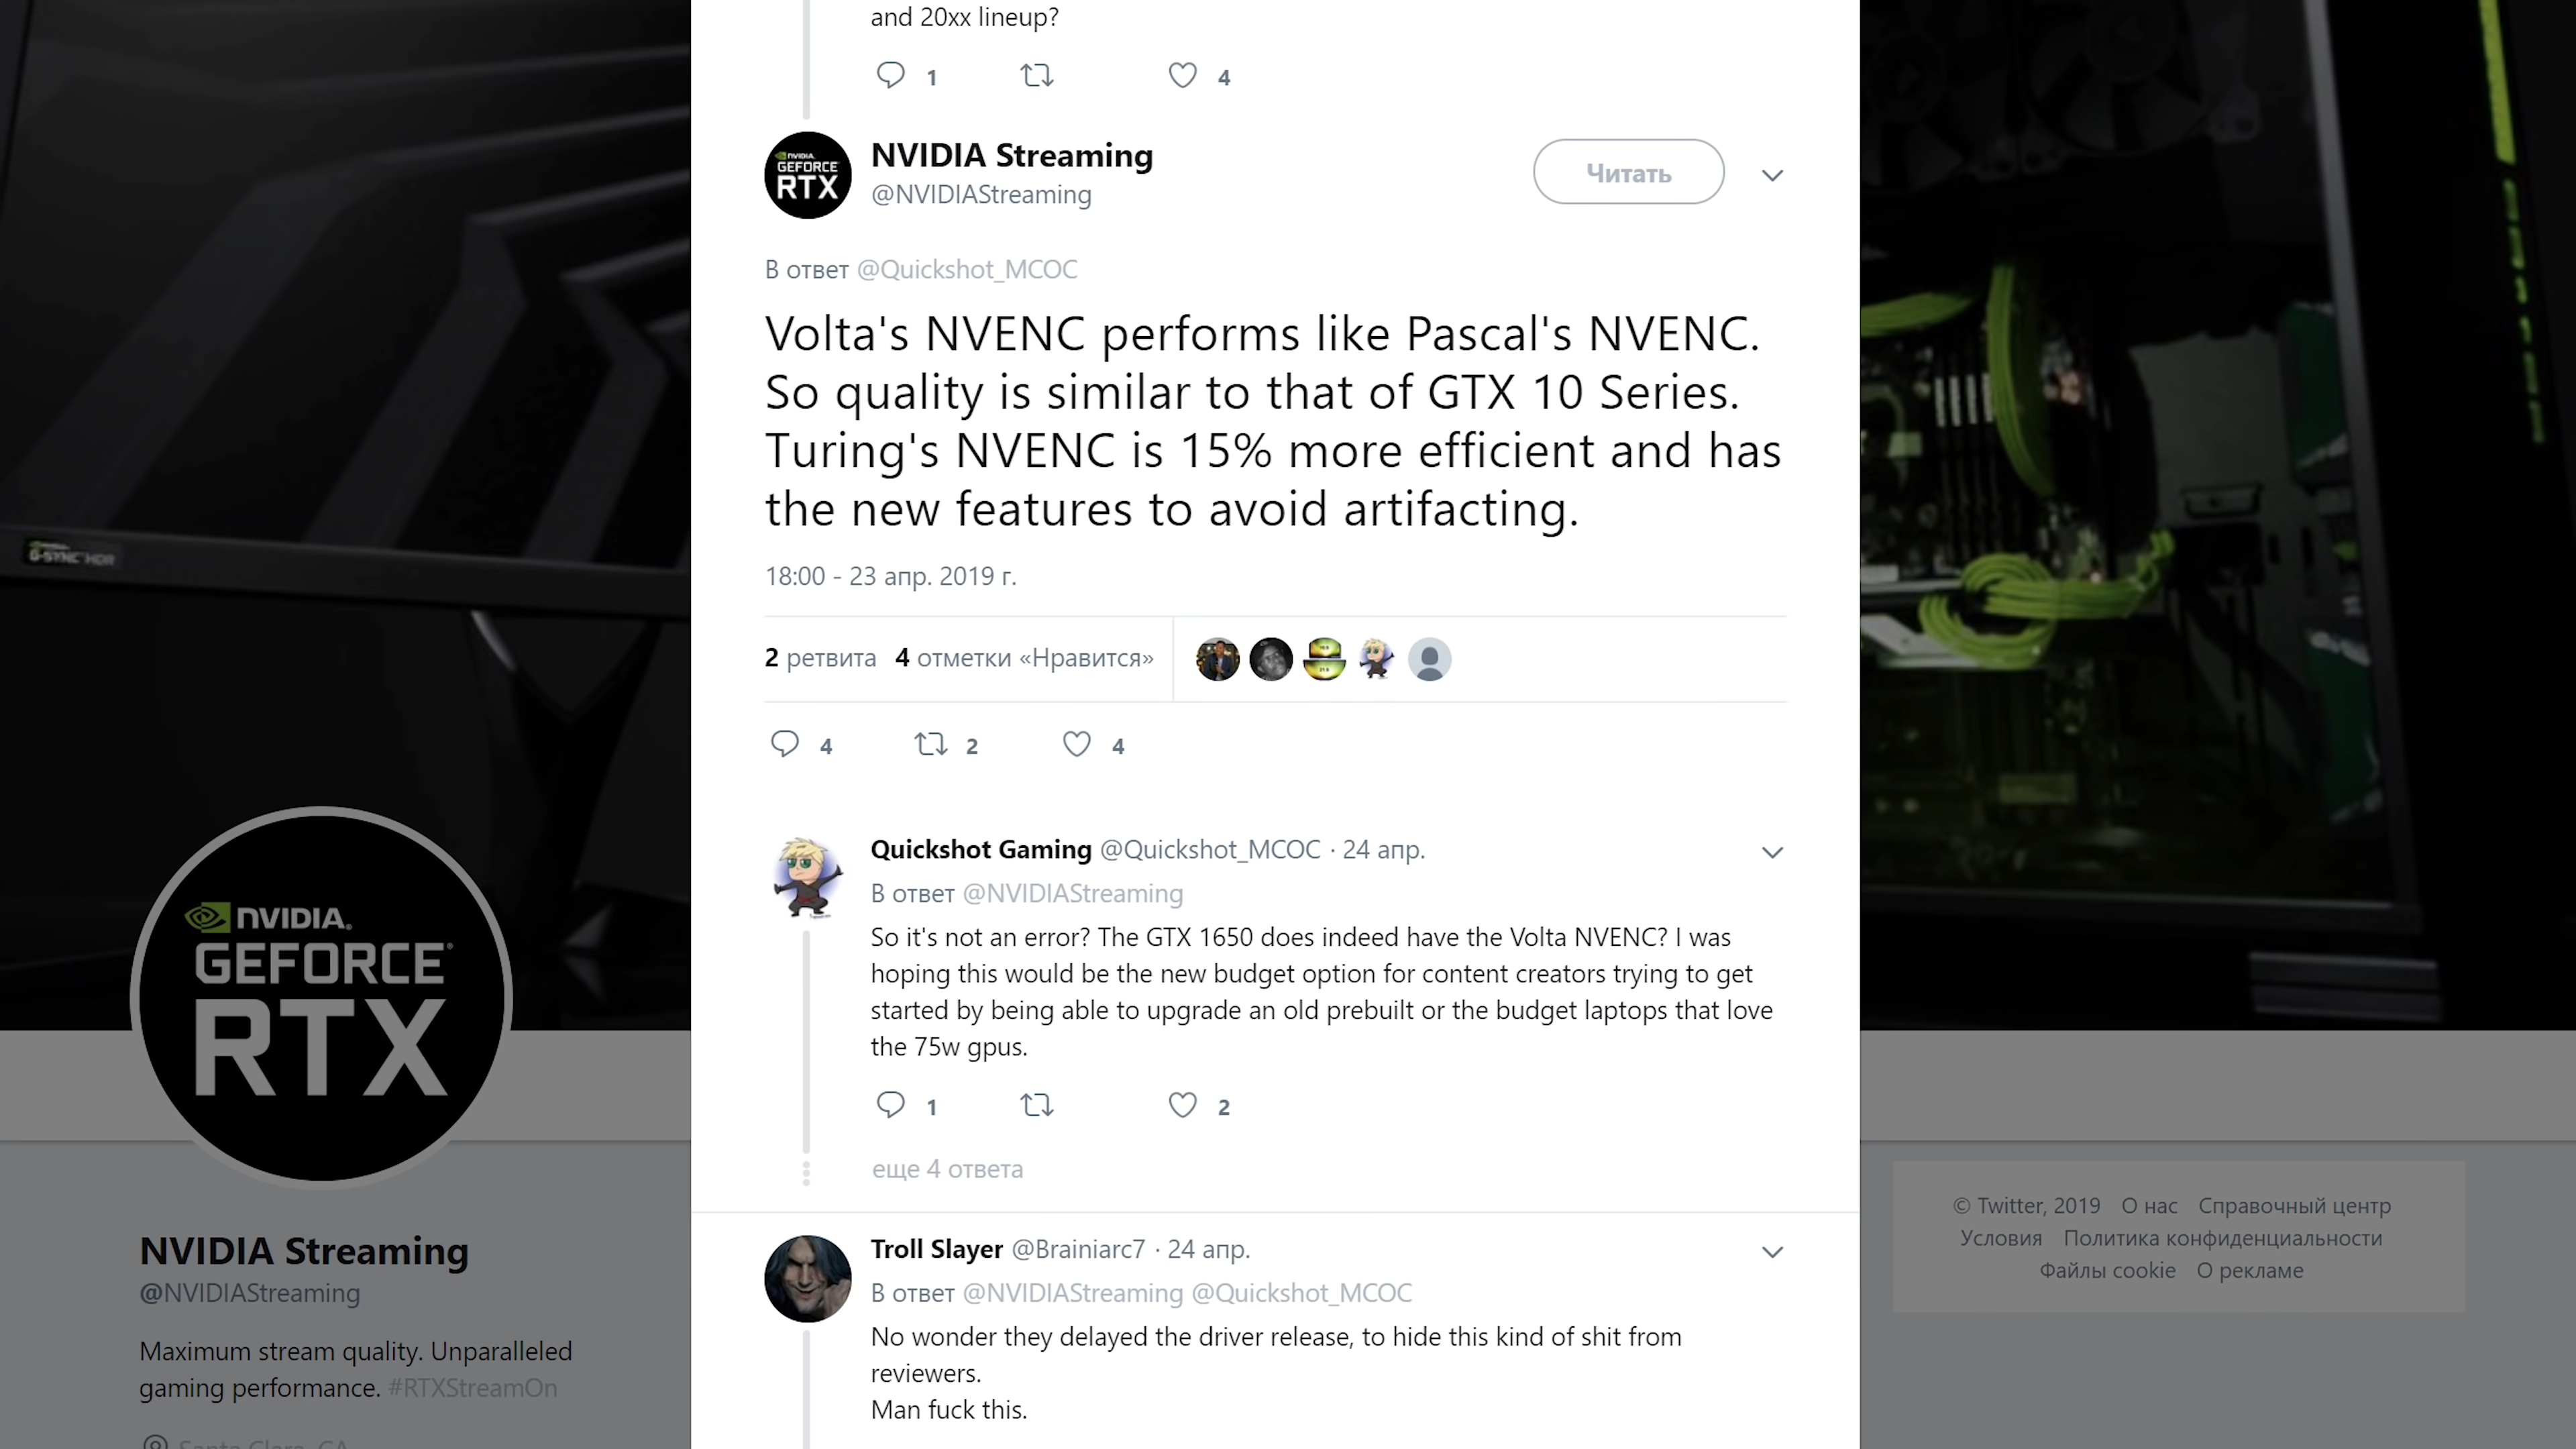 and 20xx lineup?
1 4
NVIDIA.
GEFORCE
RTX
NVIDIA Streaming
@NVIDIAStreaming
Читать
В ответ @Quickshot_MCOC
Volta's NVENC performs like Pascal's NVENC.
So quality is similar to that of GTX 10 Series.
Turing's NVENC is 15% more efficient and has
the new features to avoid artifacting.
18:00 - 23 апр. 2019 г.
2 ретвита 4 отметки «Нравится»
4 2 4
Quickshot Gaming @Quickshot_MCOC · 24 апр.
В ответ @NVIDIAStreaming
So it's not an error? The GTX 1650 does indeed have the Volta NVENC? I was
hoping this would be the new budget option for content creators trying to get
started by being able to upgrade an old prebuilt or the budget laptops that love
the 75w gpus.
1 2
еще 4 ответа
Troll Slayer @Brainiarc7 · 24 апр.
В ответ @NVIDIAStreaming @Quickshot_MCOC
No wonder they delayed the driver release, to hide this kind of shit from
reviewers.
Man fuck this.
G-SYNC HDR
NVIDIA.
GEFORCE
RTX
NVIDIA Streaming
@NVIDIAStreaming
Maximum stream quality. Unparalleled
gaming performance. #RTXStreamOn
Santa Clara, CA
© Twitter, 2019 О нас Справочный центр
Условия Политика конфиденциальности
Файлы cookie О рекламе